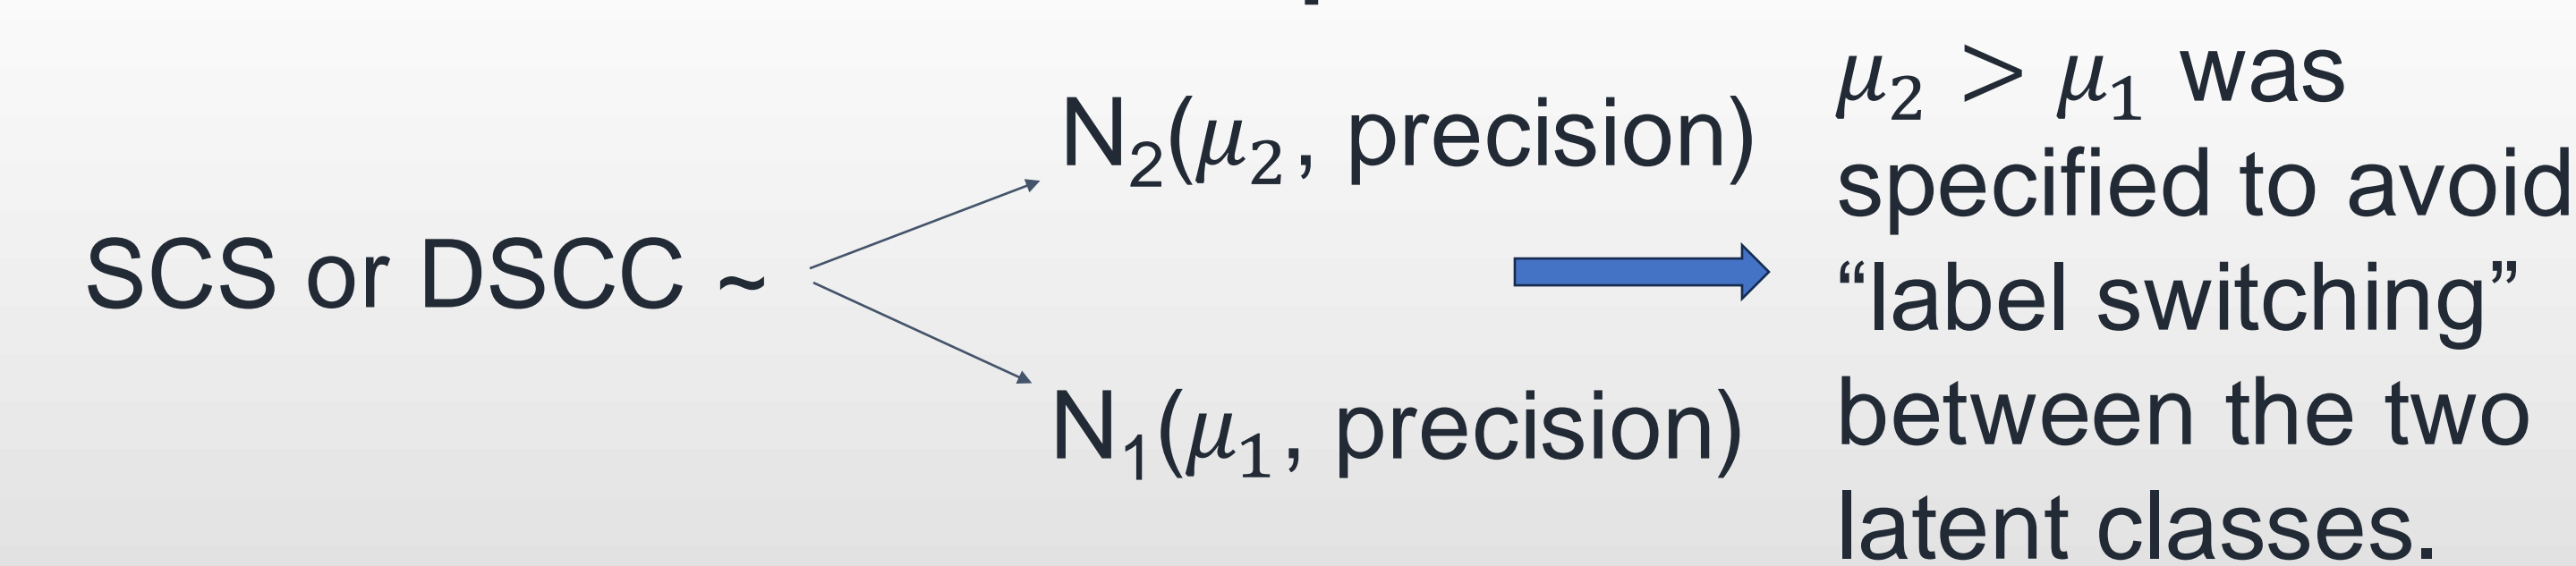 SCS or DSCC ~
N₂(μ₂, precision)
N₁(μ₁, precision)
μ₂ > μ₁ was
specified to avoid
“label switching”
between the two
latent classes.